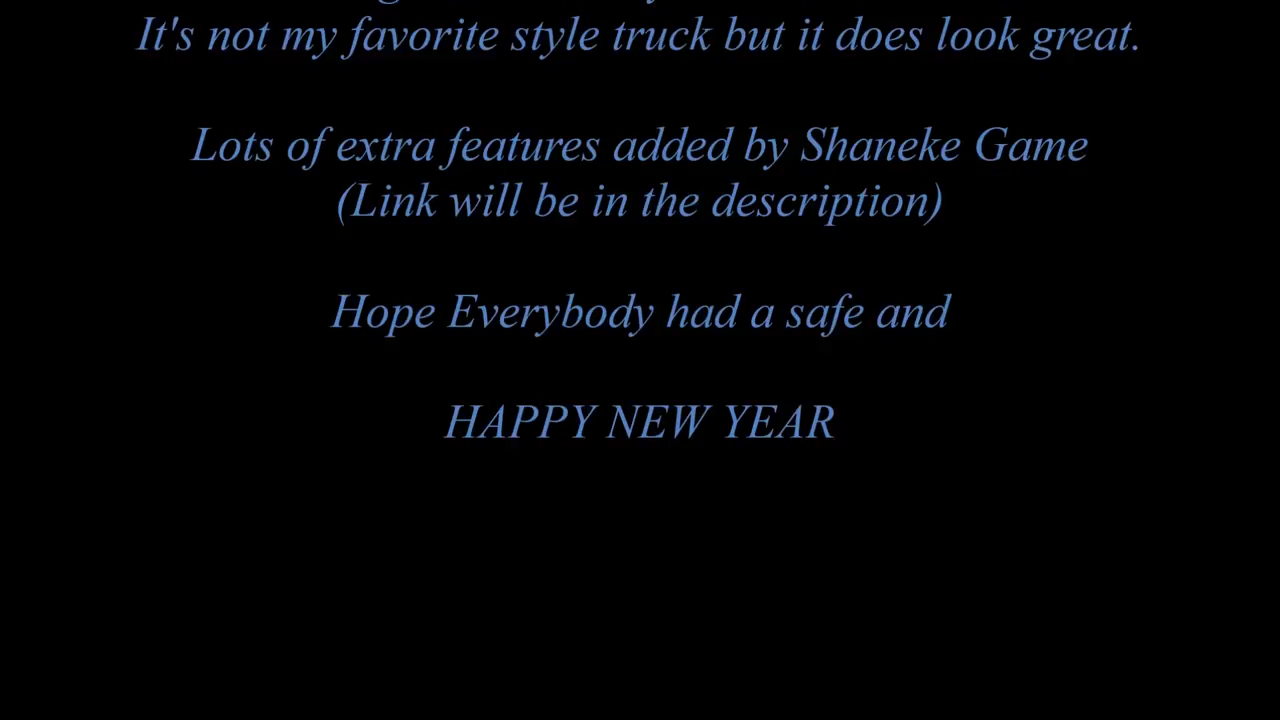 It's not my favorite style truck but it does look great.
Lots of extra features added by Shaneke Game
(Link will be in the description)
Hope Everybody had a safe and
HAPPY NEW YEAR